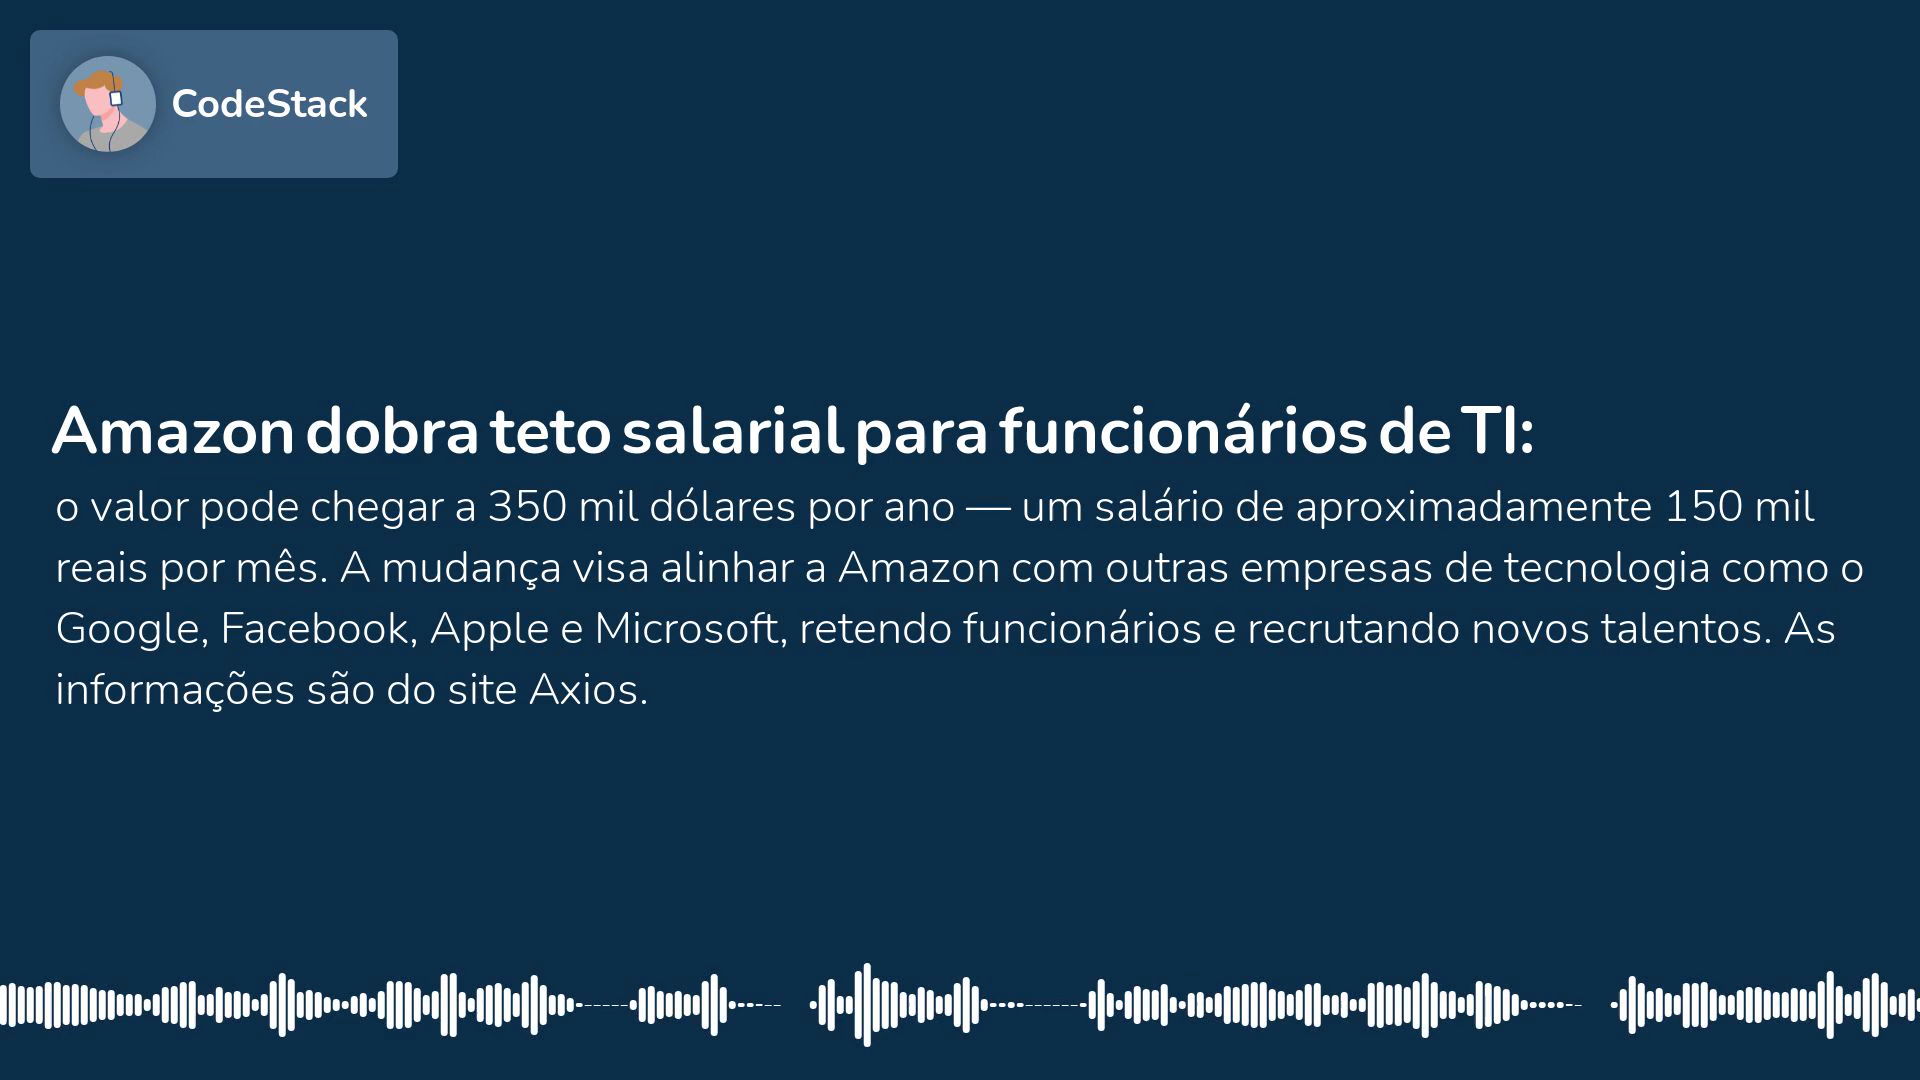 CodeStack
Amazon dobra teto salarial para funcionários de TI:
o valor pode chegar a 350 mil dólares por ano — um salário de aproximadamente 150 mil
reais por mês. A mudança visa alinhar a Amazon com outras empresas de tecnologia como o
Google, Facebook, Apple e Microsoft, retendo funcionários e recrutando novos talentos. As
informações são do site Axios.